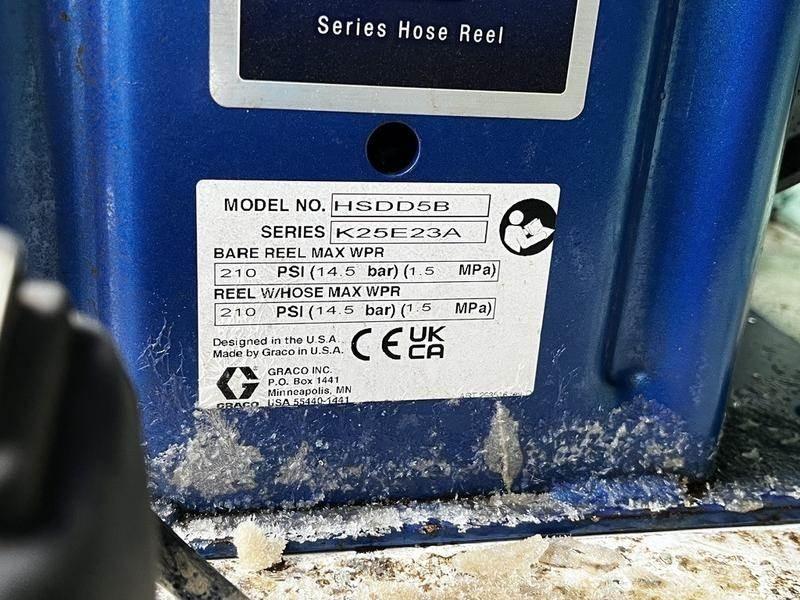 Series Hose Reel
MODEL NO. HSDD5B
SERIES K25E23A
BARE REEL MAX WPR
210 PSI (14.5 bar) (1.5 MPa)
REEL W/HOSE MAX WPR
210 PSI (14.5 bar) (1.5 MPa)
Designed in the U.S.A.
Made by Graco in U.S.A.
CE UK CA
GRACO INC.
P.O. Box 1441
Minneapolis, MN
USA 55440-1441
GRACO